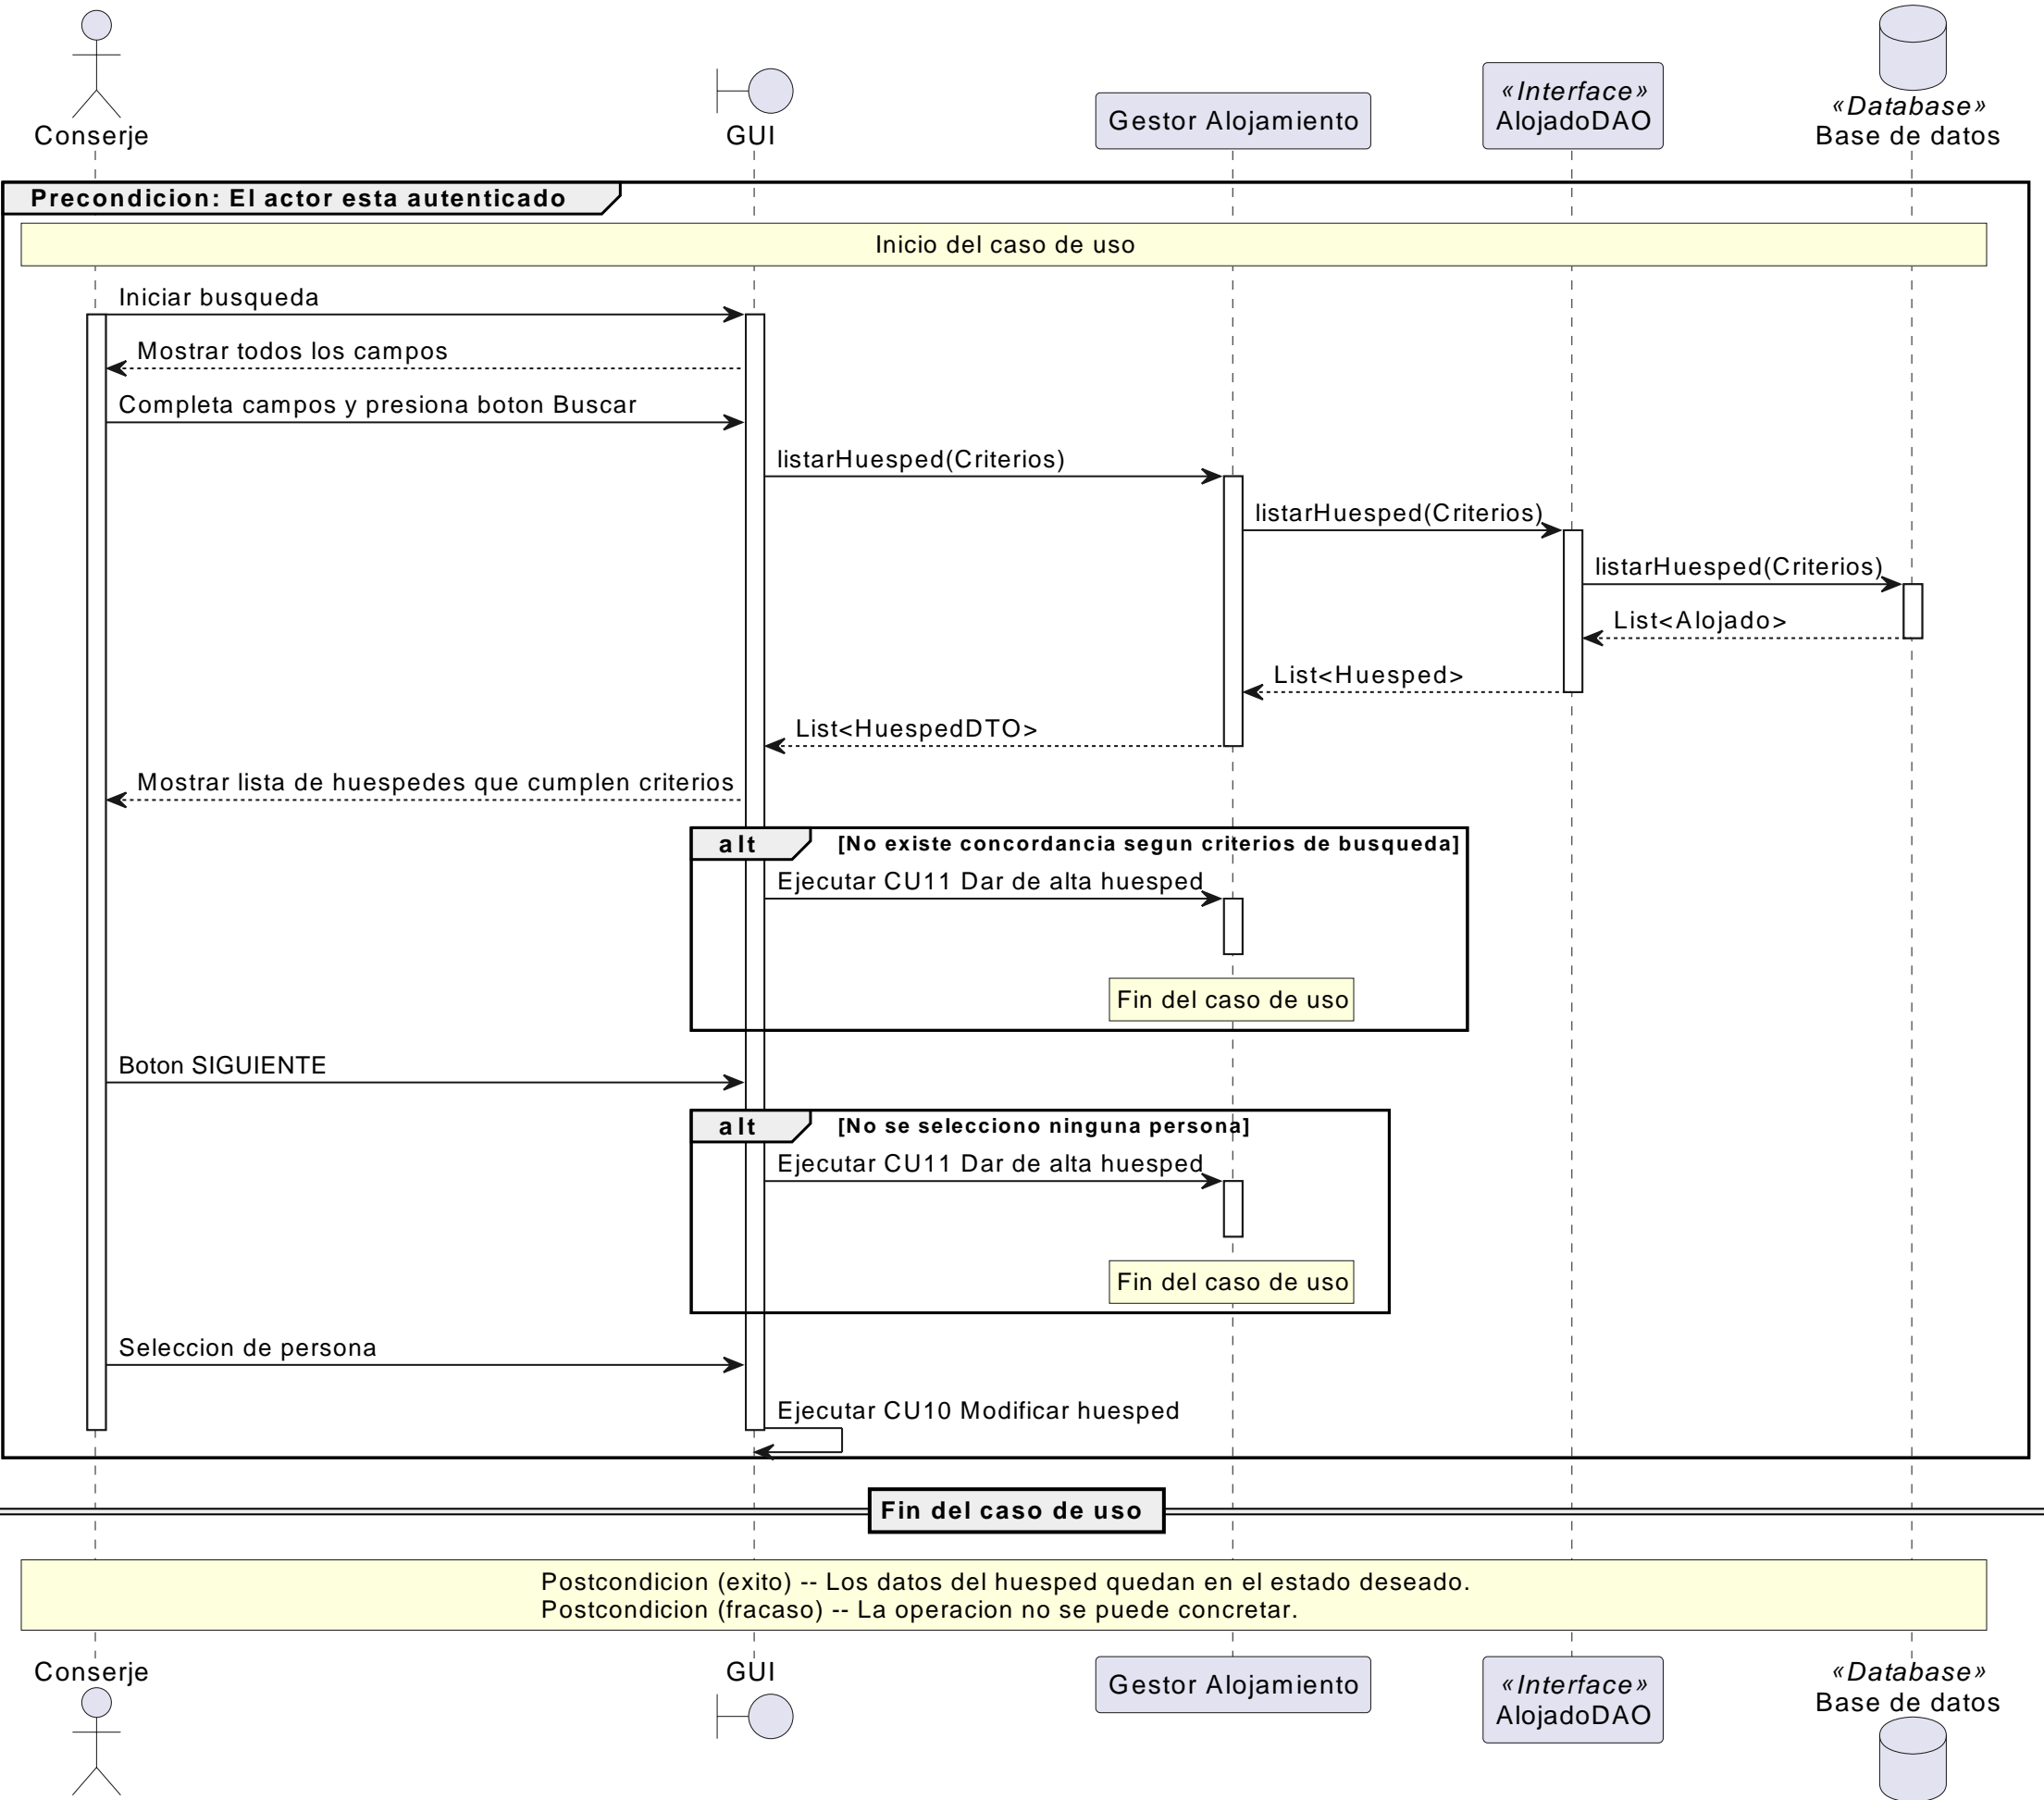 Conserje
GUI
Gestor Alojamiento
«Interface»
AlojadoDAO
«Database»
Base de datos
Precondicion: El actor esta autenticado
Inicio del caso de uso
Iniciar busqueda
Mostrar todos los campos
Completa campos y presiona boton Buscar
listarHuesped(Criterios)
listarHuesped(Criterios)
listarHuesped(Criterios)
List<Alojado>
List<Huesped>
List<HuespedDTO>
Mostrar lista de huespedes que cumplen criterios
alt [No existe concordancia segun criterios de busqueda]
Ejecutar CU11 Dar de alta huesped
Fin del caso de uso
Boton SIGUIENTE
alt [No se selecciono ninguna persona]
Ejecutar CU11 Dar de alta huesped
Fin del caso de uso
Seleccion de persona
Ejecutar CU10 Modificar huesped
Fin del caso de uso
Postcondicion (exito) -- Los datos del huesped quedan en el estado deseado.
Postcondicion (fracaso) -- La operacion no se puede concretar.
Conserje
GUI
Gestor Alojamiento
«Interface»
AlojadoDAO
«Database»
Base de datos